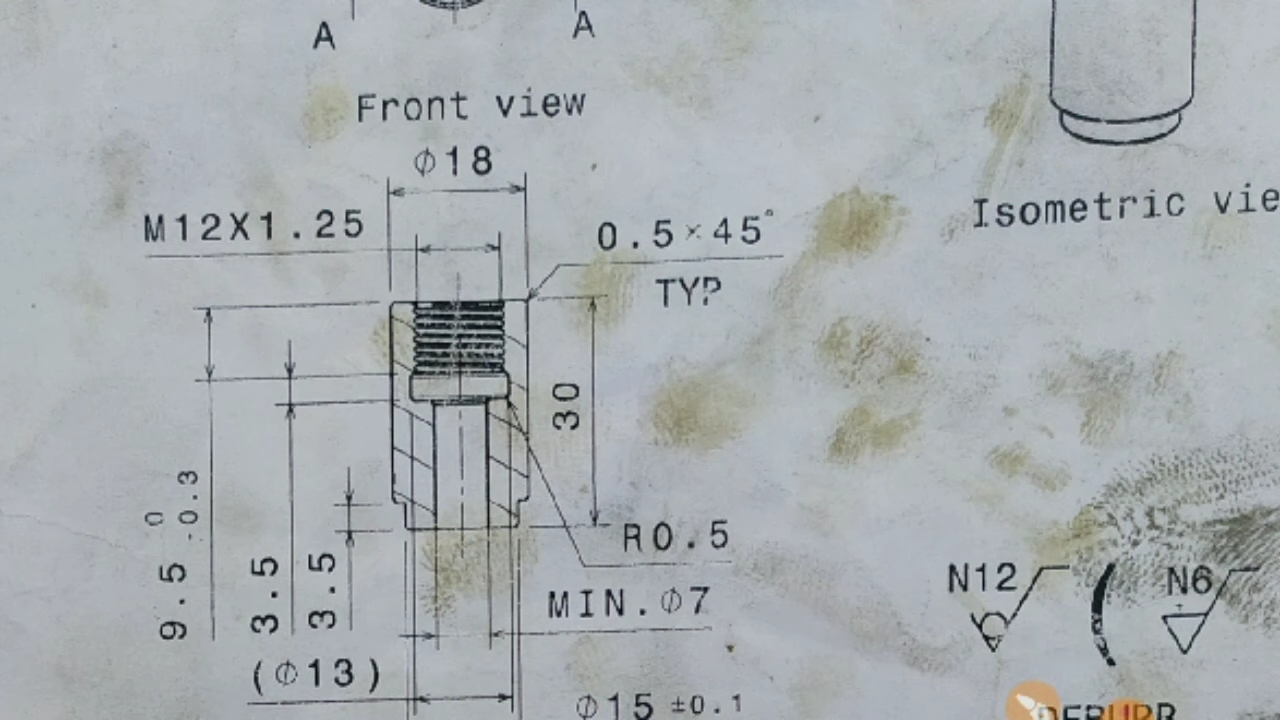 A A
Front view
Φ18
M12X1.25
0.5×45°
TYP
Isometric vie
30
9.5 0 -0.3
3.5
3.5
R0.5
MIN.Φ7
(Φ13)
Φ15 ±0.1
N12 ( N6
DEBURR